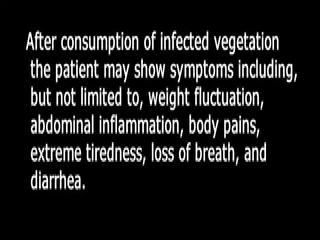 After consumption of infected vegetation
the patient may show symptoms including,
but not limited to, weight fluctuation,
abdominal inflammation, body pains,
extreme tiredness, loss of breath, and
diarrhea.